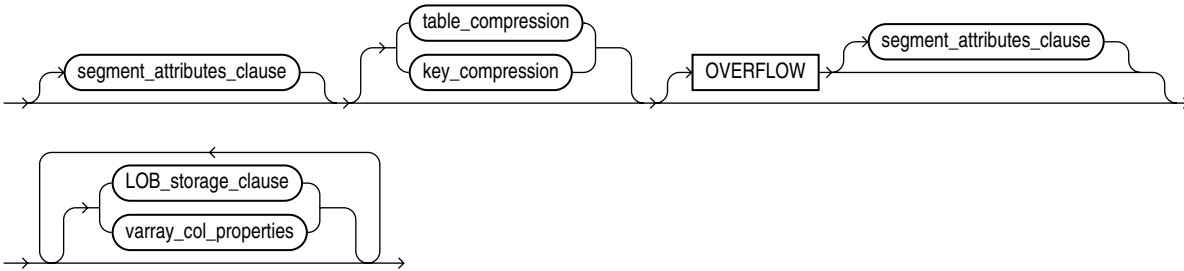 segment_attributes_clause
table_compression
key_compression
OVERFLOW
segment_attributes_clause
LOB_storage_clause
varray_col_properties